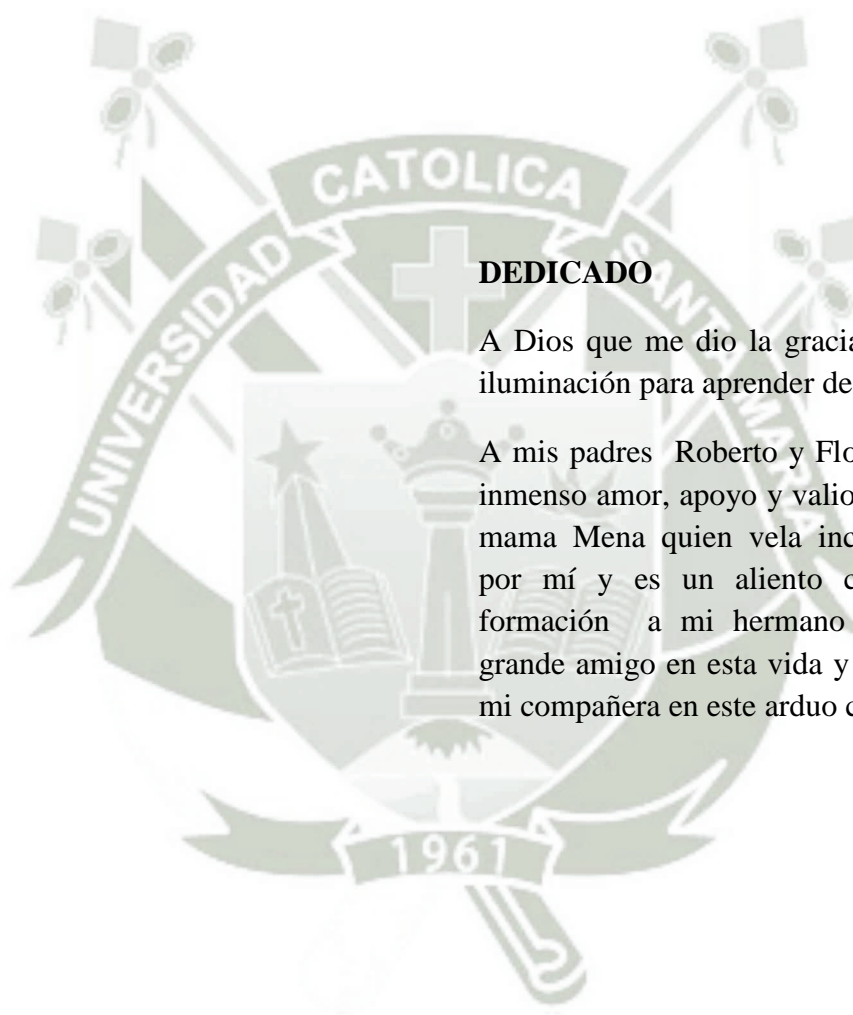 UNIVERSIDAD CATOLICA SANTA MARIA
DEDICADO
A Dios que me dio la gracia
iluminación para aprender de
A mis padres Roberto y Flo
inmenso amor, apoyo y valio
mama Mena quien vela inc
por mí y es un aliento c
formación a mi hermano
grande amigo en esta vida y
mi compañera en este arduo c
1961